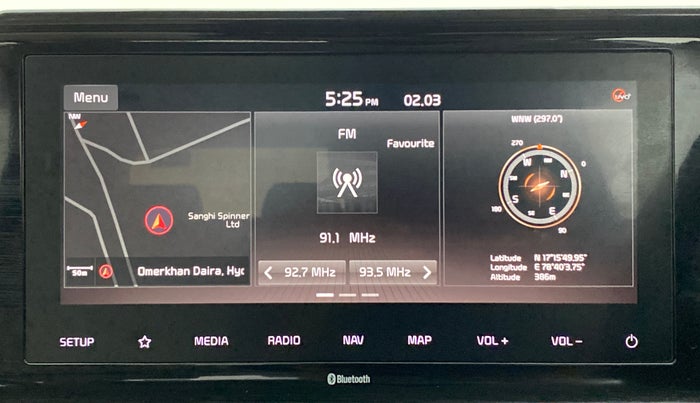 Menu
5:25 PM 02.03
UVO
NW
Sanghi Spinner
Ltd
50m
Omerkhan Daira, Hyd
FM
Favourite
91.1 MHz
92.7 MHz
93.5 MHz
WNW (297.0°)
270
0
180
90
W
N
S
E
Latitude N 17°15'49.95"
Longitude E 78°40'3.75"
Altitude 386m
SETUP
MEDIA
RADIO
NAV
MAP
VOL +
VOL −
Bluetooth